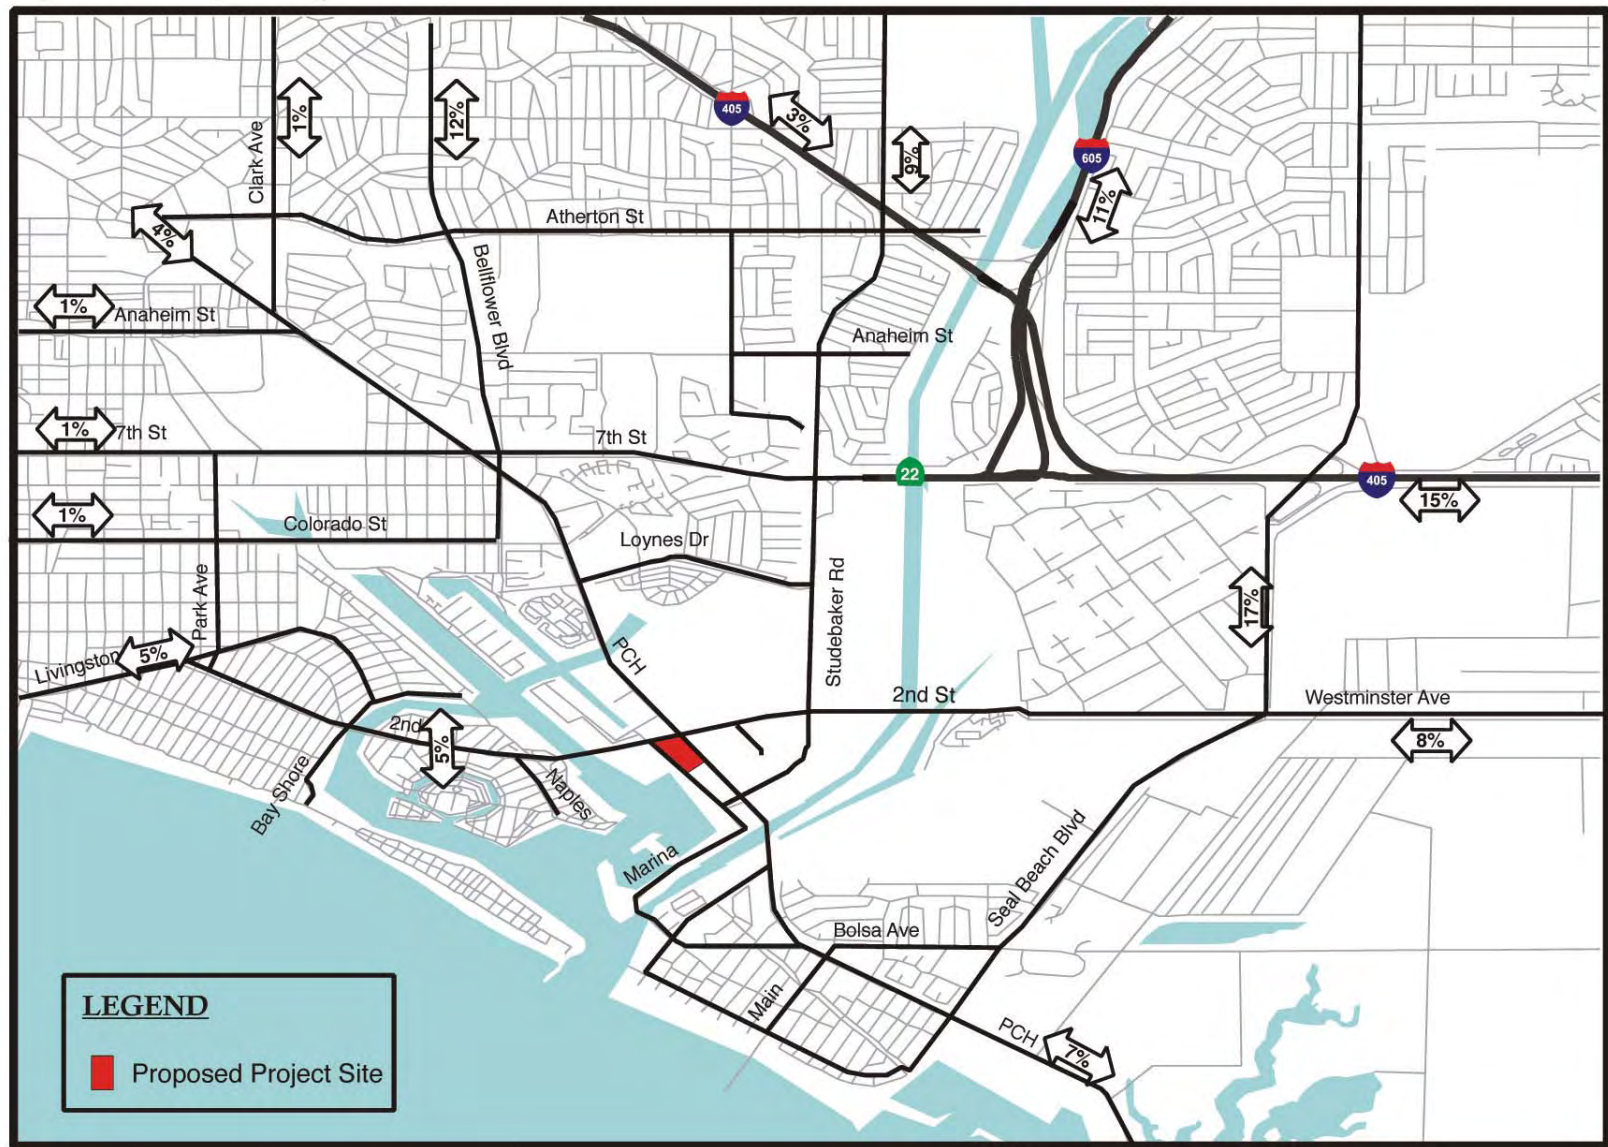 1%
12%
405
3%
9%
605
11%
Clark Ave
Atherton St
4%
Bellflower Blvd
1%
Anaheim St
Anaheim St
1%
7th St
7th St
22
405
15%
1%
Colorado St
Loynes Dr
Park Ave
Studebaker Rd
17%
Livingston
5%
PCH
2nd St
Westminster Ave
2nd
5%
8%
Bay Shore
Naples
Marina
Seal Beach Blvd
Bolsa Ave
Main
PCH
7%
LEGEND
Proposed Project Site